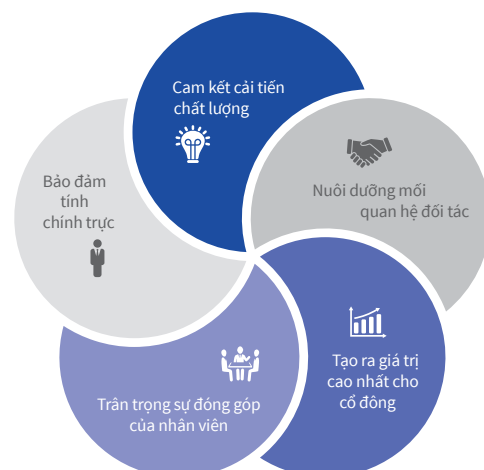 Cam kết cải tiến
chất lượng
Nuôi dưỡng mối
quan hệ đối tác
Tạo ra giá trị
cao nhất cho
cổ đông
Trân trọng sự đóng góp
của nhân viên
Bảo đảm
tính
chính trực